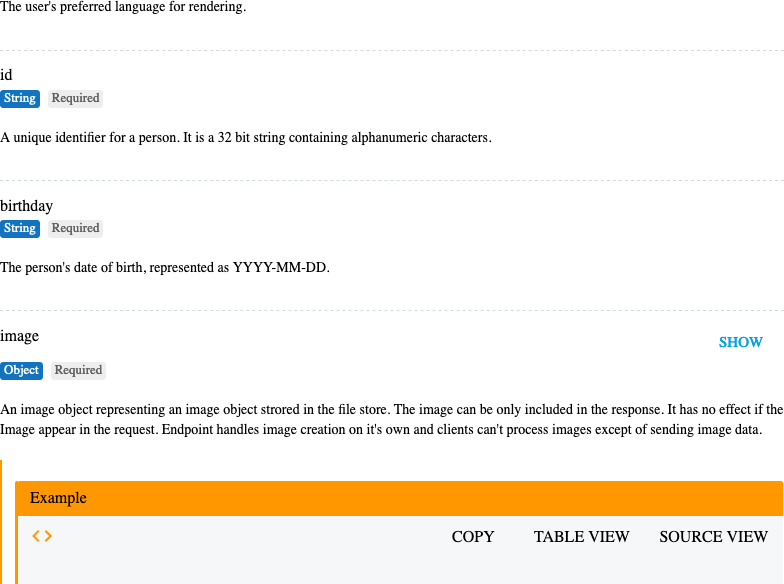 The user's preferred language for rendering.
id
String Required
A unique identifier for a person. It is a 32 bit string containing alphanumeric characters.
birthday
String Required
The person's date of birth, represented as YYYY-MM-DD.
image
SHOW
Object Required
An image object representing an image object strored in the file store. The image can be only included in the response. It has no effect if the
Image appear in the request. Endpoint handles image creation on it's own and clients can't process images except of sending image data.
Example
<> COPY TABLE VIEW SOURCE VIEW